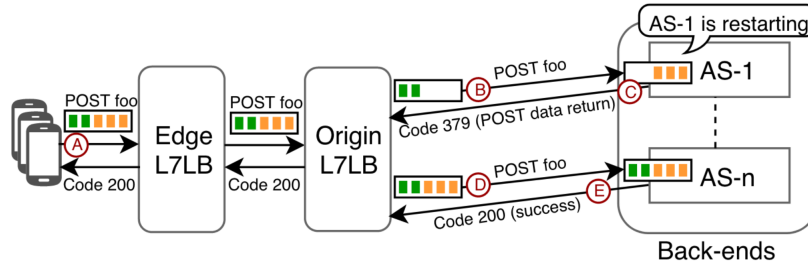 AS-1 is restarting
POST foo
A
Code 200
Edge
L7LB
POST foo
Code 200
Origin
L7LB
B
POST foo
C
Code 379 (POST data return)
AS-1
D
POST foo
E
Code 200 (success)
AS-n
Back-ends